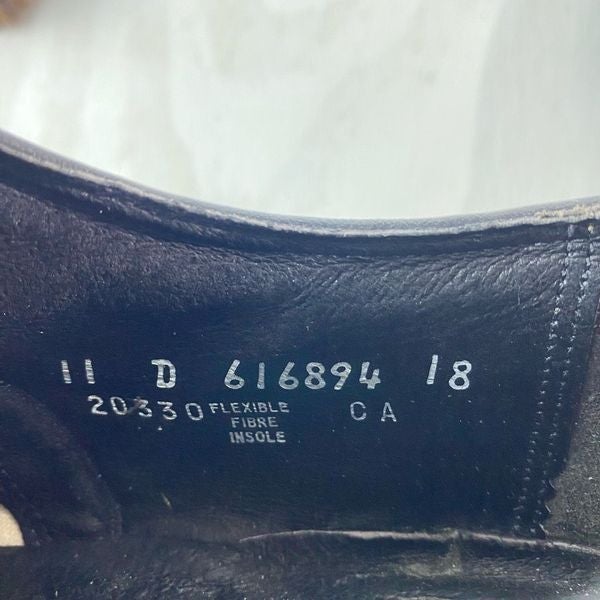 11 D 616894 18
20330 FLEXIBLE CA
FIBRE
INSOLE